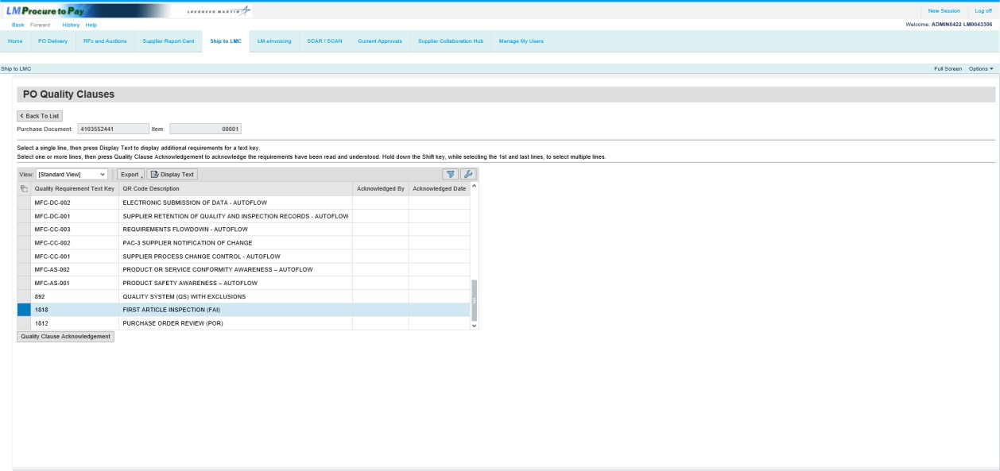 LM Procure to Pay LOCKHEED MARTIN New Session Log off
Back Forward History Help Welcome: ADMIN0422 LM0043306
Home PO Delivery RFx and Auctions Supplier Report Card Ship to LMC LM eInvoicing SCAR / SCAN Current Approvals Supplier Collaboration Hub Manage My Users
Ship to LMC Full Screen Options
PO Quality Clauses
Back To List
Purchase Document: 4103552441 Item: 00001
Select a single line, then press Display Text to display additional requirements for a text key.
Select one or more lines, then press Quality Clause Acknowledgement to acknowledge the requirements have been read and understood. Hold down the Shift key, while selecting the 1st and last lines, to select multiple lines.
View: [Standard View] Export Display Text
Quality Requirement Text Key QR Code Description Acknowledged By Acknowledged Date
MFC-DC-002 ELECTRONIC SUBMISSION OF DATA - AUTOFLOW
MFC-DC-001 SUPPLIER RETENTION OF QUALITY AND INSPECTION RECORDS - AUTOFLOW
MFC-CC-003 REQUIREMENTS FLOWDOWN - AUTOFLOW
MFC-CC-002 PAC-3 SUPPLIER NOTIFICATION OF CHANGE
MFC-CC-001 SUPPLIER PROCESS CHANGE CONTROL - AUTOFLOW
MFC-AS-002 PRODUCT OR SERVICE CONFORMITY AWARENESS – AUTOFLOW
MFC-AS-001 PRODUCT SAFETY AWARENESS – AUTOFLOW
892 QUALITY SYSTEM (QS) WITH EXCLUSIONS
1818 FIRST ARTICLE INSPECTION (FAI)
1812 PURCHASE ORDER REVIEW (POR)
Quality Clause Acknowledgement